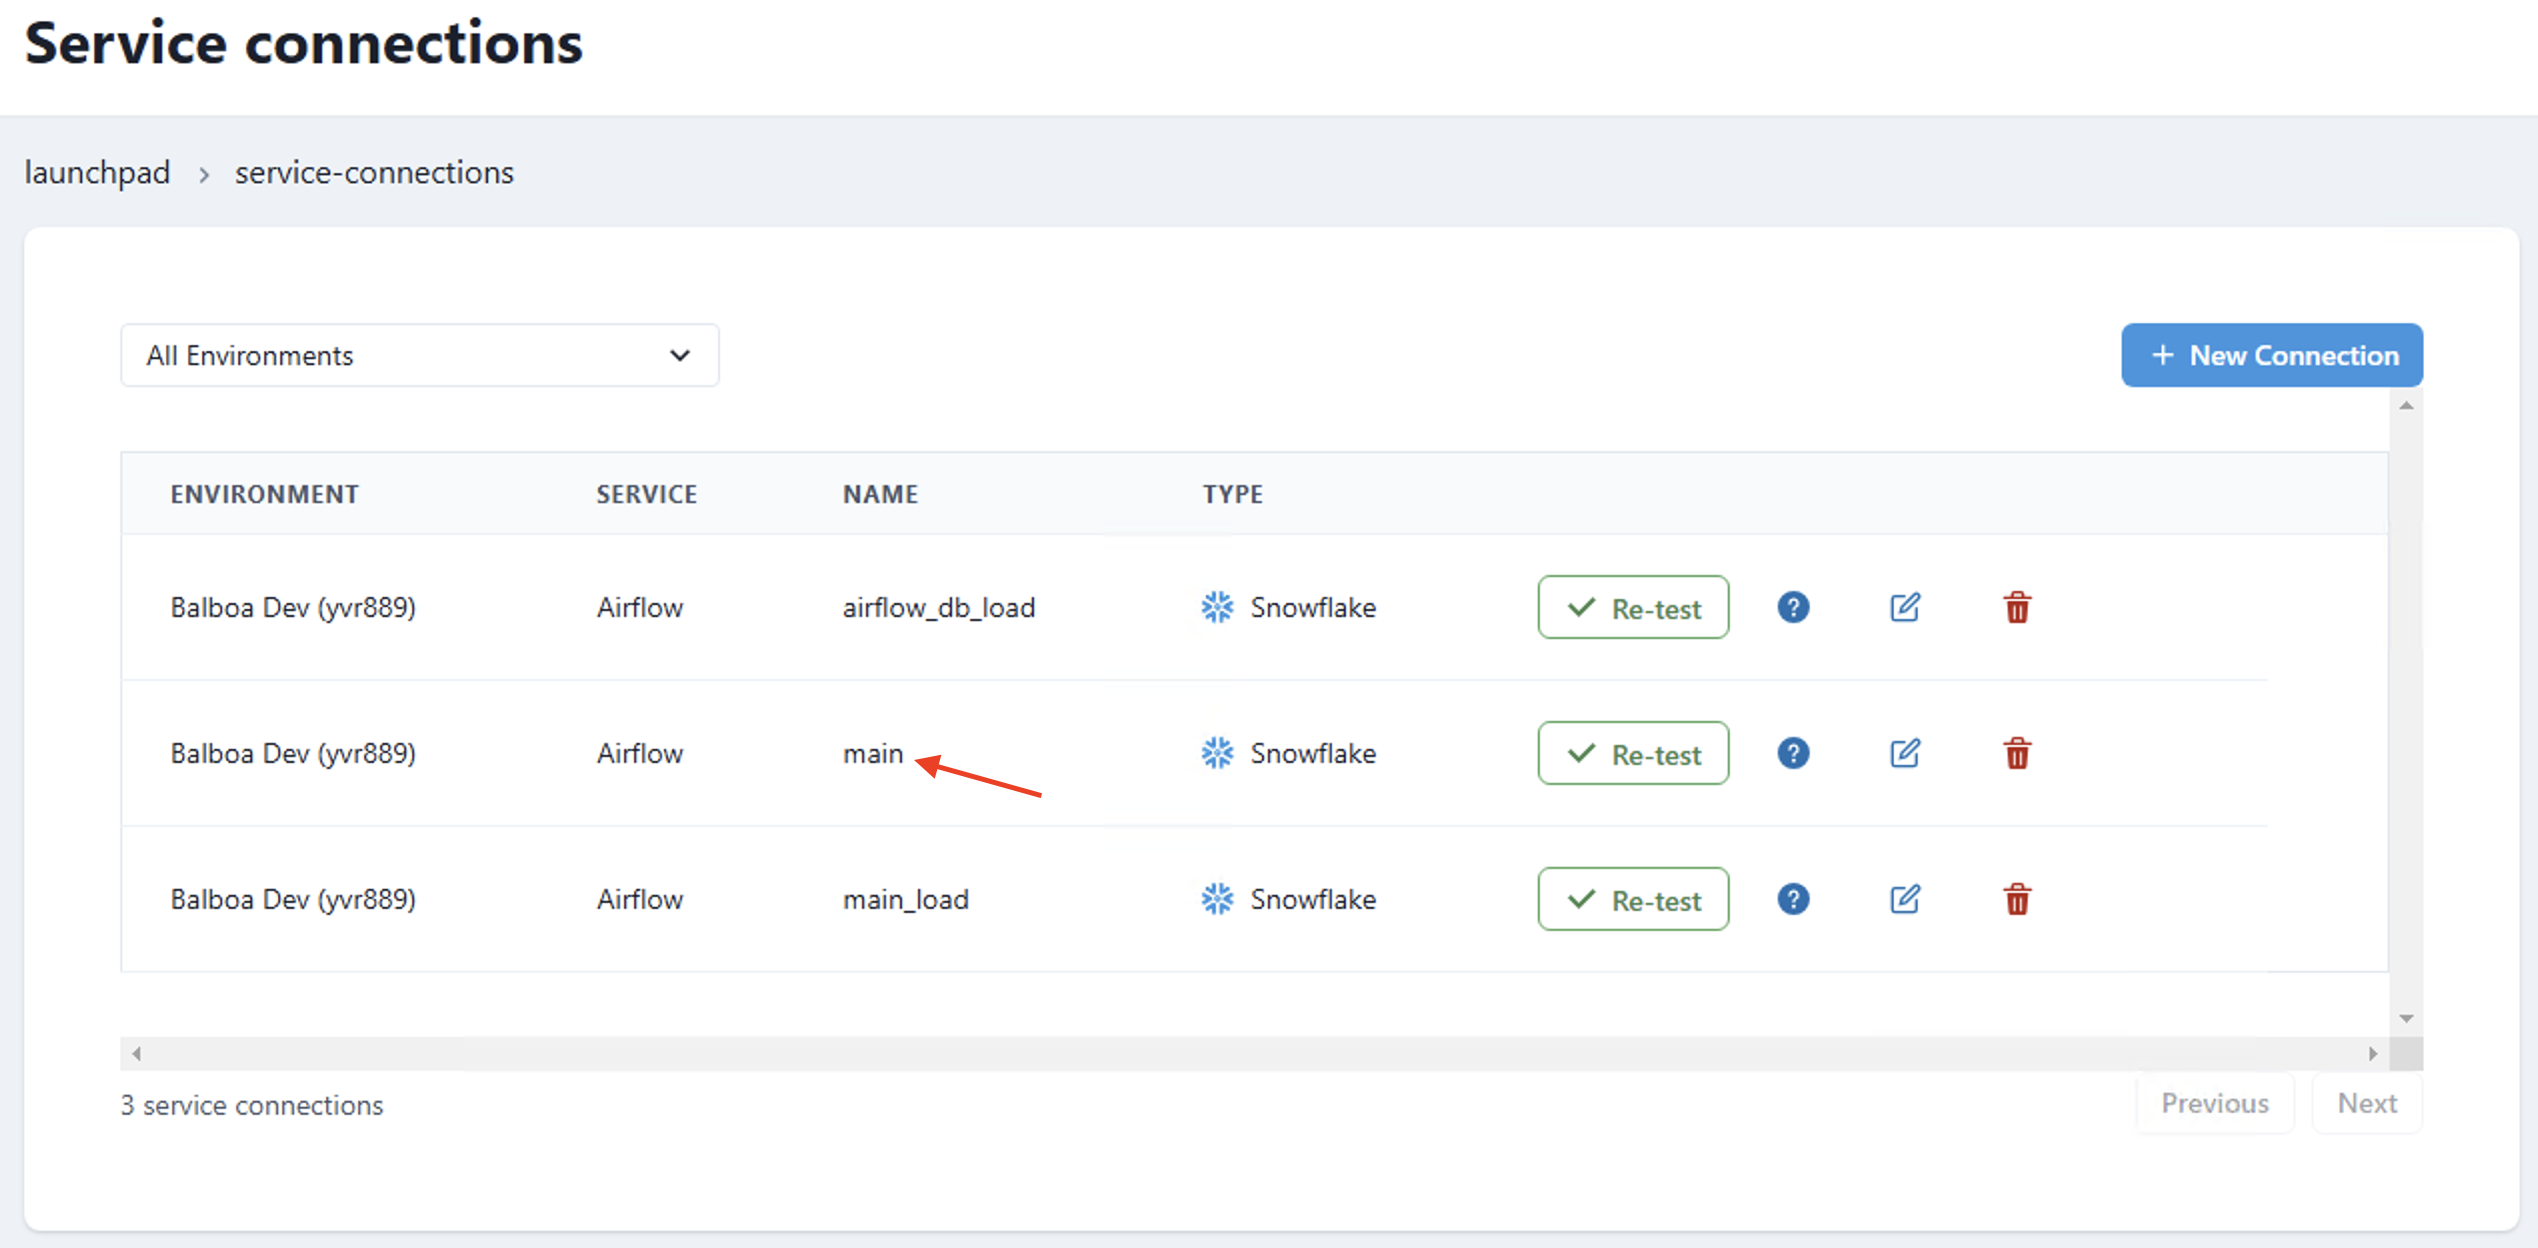 Service connections
launchpad > service-connections
All Environments
+ New Connection
ENVIRONMENT SERVICE NAME TYPE
Balboa Dev (yvr889) Airflow airflow_db_load Snowflake Re-test ?
Balboa Dev (yvr889) Airflow main Snowflake Re-test ?
Balboa Dev (yvr889) Airflow main_load Snowflake Re-test ?
3 service connections
Previous Next